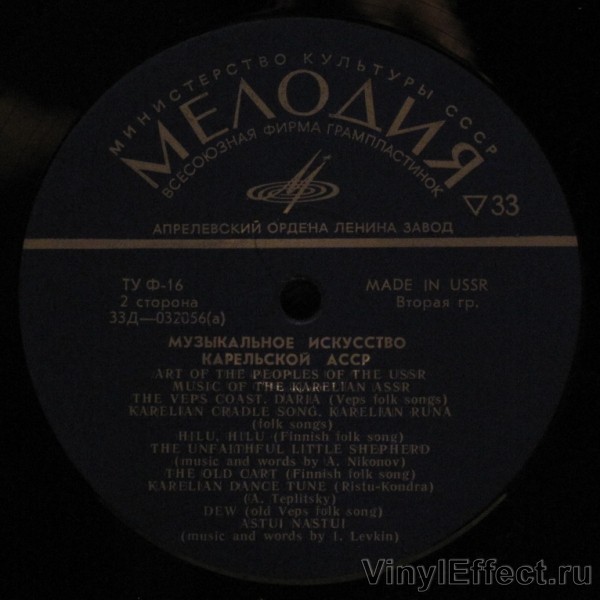 МИНИСТЕРСТВО КУЛЬТУРЫ СССР
МЕЛОДИЯ
ВСЕСОЮЗНАЯ ФИРМА ГРАМПЛАСТИНОК
▽33
АПРЕЛЕВСКИЙ ОРДЕНА ЛЕНИНА ЗАВОД
ТУ Ф-16
MADE IN USSR
2 сторона
Вторая гр.
33Д—032056(а)
МУЗЫКАЛЬНОЕ ИСКУССТВО
КАРЕЛЬСКОЙ АССР
ART OF THE PEOPLES OF THE USSR
MUSIC OF THE KARELIAN ASSR
THE VEPS COAST. DARIA (Veps folk songs)
KARELIAN CRADLE SONG. KARELIAN RUNA
(folk songs)
HILU, HILU (Finnish folk song)
THE UNFAITHFUL LITTLE SHEPHERD
(music and words by A. Nikonov)
THE OLD CART (Finnish folk song)
KARELIAN DANCE TUNE (Ristu-Kondra)
(A. Teplitsky)
DEW (old Veps folk song)
ASTUI NASTUI
(music and words by I. Levkin)
VinylEffect.ru